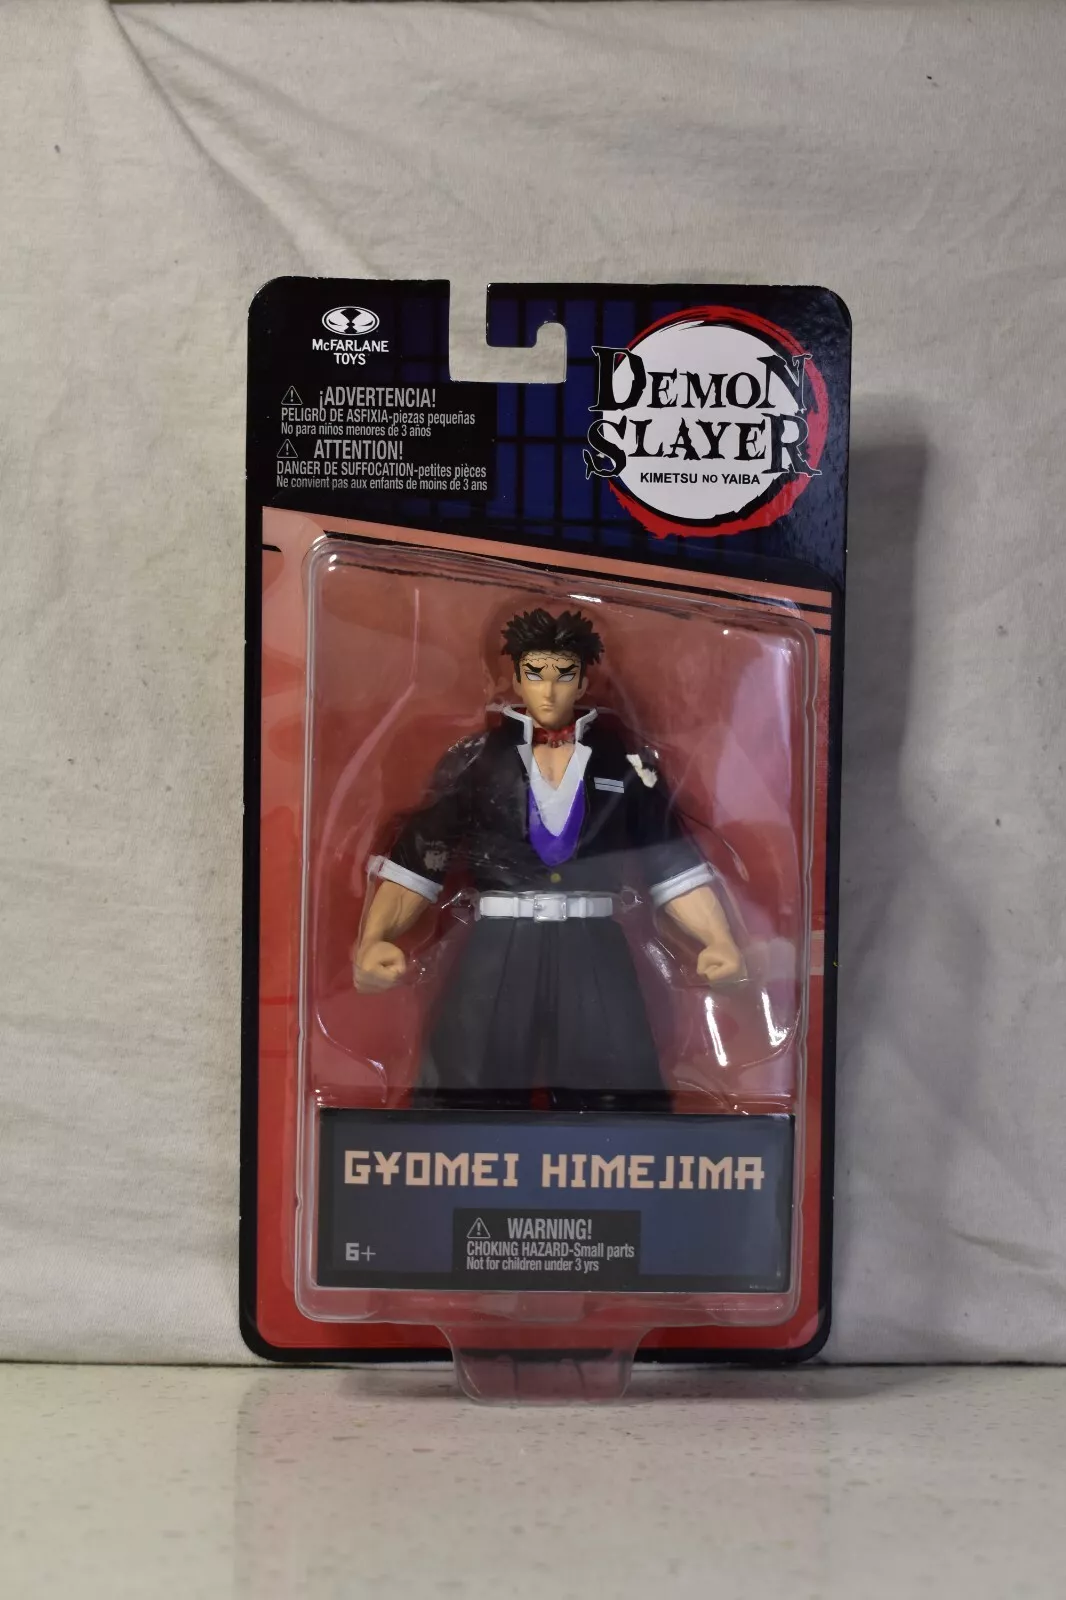 McFARLANE
TOYS
¡ADVERTENCIA!
PELIGRO DE ASFIXIA-piezas pequeñas
No para niños menores de 3 años
ATTENTION!
DANGER DE SUFFOCATION-petites pièces
Ne convient pas aux enfants de moins de 3 ans
DEMON
SLAYER
KIMETSU NO YAIBA
GYOMEI HIMEJIMA
6+
WARNING!
CHOKING HAZARD-Small parts
Not for children under 3 yrs